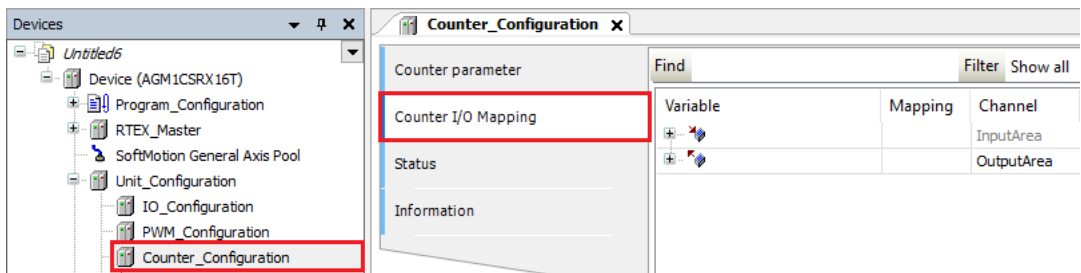 Devices
Untitled6
Device (AGM1CSRX16T)
Program_Configuration
RTEX_Master
SoftMotion General Axis Pool
Unit_Configuration
IO_Configuration
PWM_Configuration
Counter_Configuration
Counter_Configuration
Counter parameter
Counter I/O Mapping
Status
Information
Find Filter Show all
Variable Mapping Channel
InputArea
OutputArea